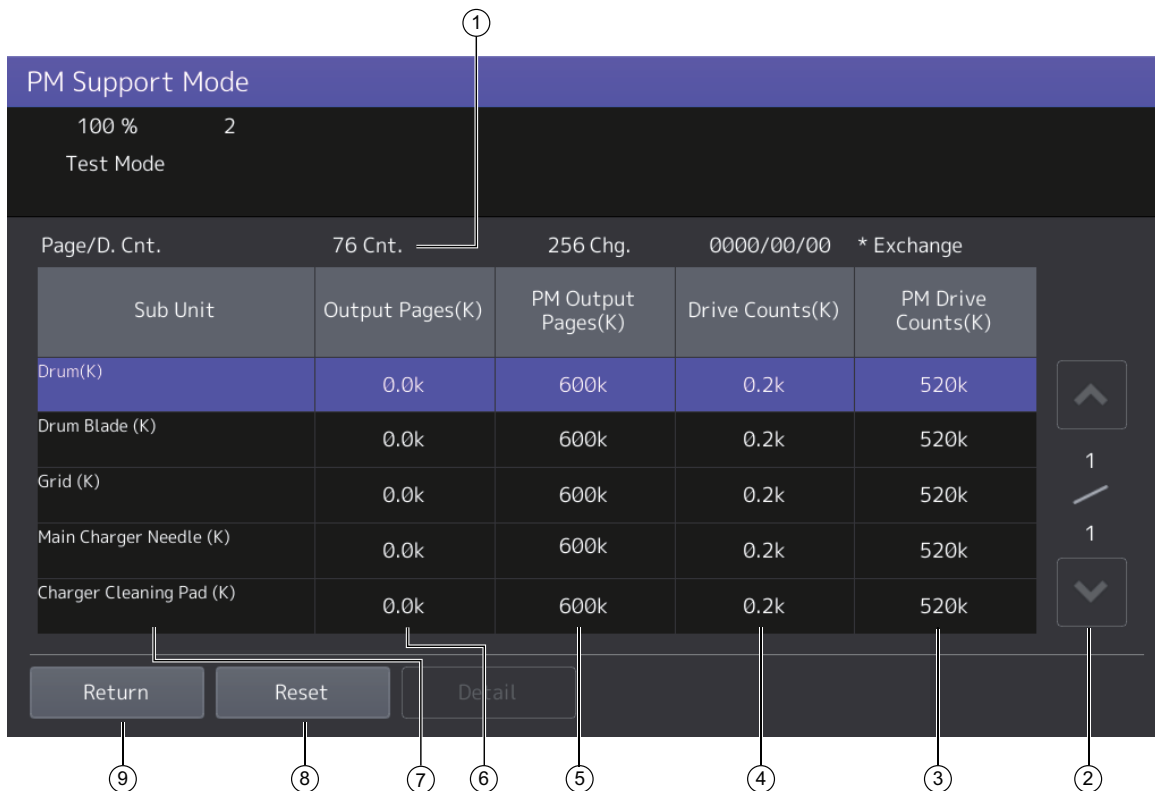 1
PM Support Mode
100 % 2
Test Mode
Page/D. Cnt. 76 Cnt. 256 Chg. 0000/00/00 * Exchange
Sub Unit Output Pages(K) PM Output Pages(K) Drive Counts(K) PM Drive Counts(K)
Drum(K) 0.0k 600k 0.2k 520k
Drum Blade (K) 0.0k 600k 0.2k 520k
1
Grid (K) 0.0k 600k 0.2k 520k
1
Main Charger Needle (K) 0.0k 600k 0.2k 520k
Charger Cleaning Pad (K) 0.0k 600k 0.2k 520k
Return Reset Detail
9 8 7 6 5 4 3 2